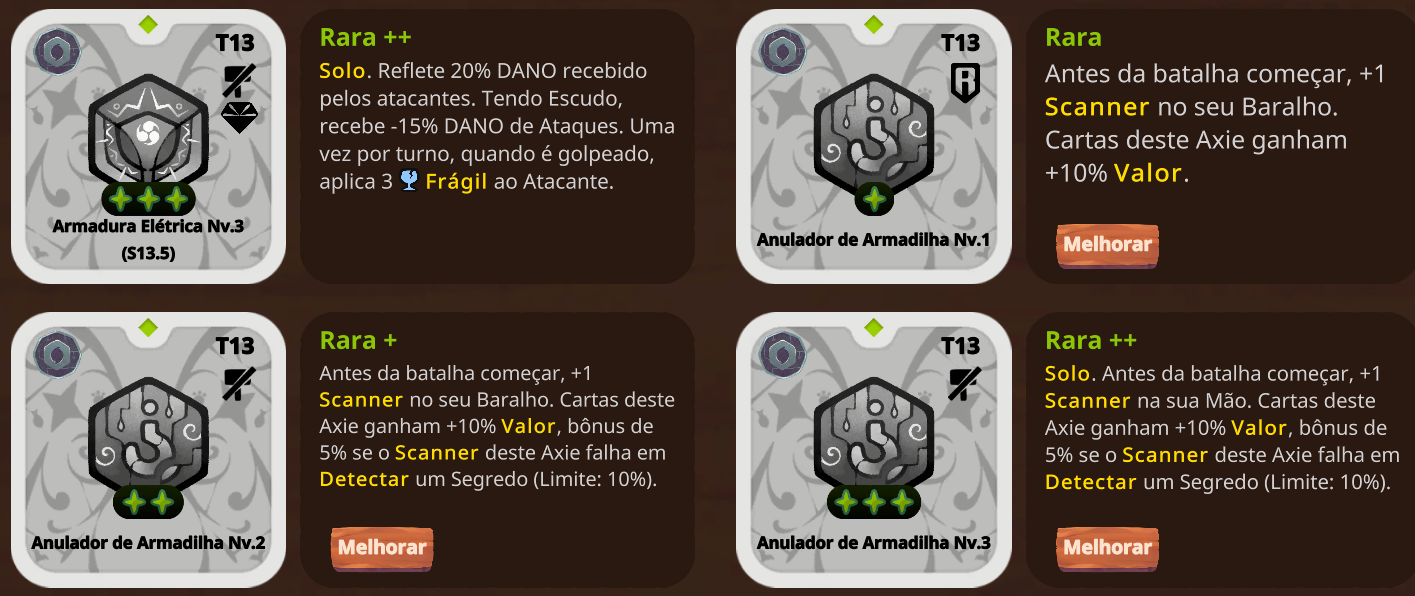 T13
Armadura Elétrica Nv.3
(S13.5)
Rara ++
Solo. Reflete 20% DANO recebido
pelos atacantes. Tendo Escudo,
recebe -15% DANO de Ataques. Uma
vez por turno, quando é golpeado,
aplica 3 Frágil ao Atacante.
T13
R
Anulador de Armadilha Nv.1
Rara
Antes da batalha começar, +1
Scanner no seu Baralho.
Cartas deste Axie ganham
+10% Valor.
Melhorar
T13
Anulador de Armadilha Nv.2
Rara +
Antes da batalha começar, +1
Scanner no seu Baralho. Cartas deste
Axie ganham +10% Valor, bônus de
5% se o Scanner deste Axie falha em
Detectar um Segredo (Limite: 10%).
Melhorar
T13
Anulador de Armadilha Nv.3
Rara ++
Solo. Antes da batalha começar, +1
Scanner na sua Mão. Cartas deste
Axie ganham +10% Valor, bônus de
5% se o Scanner deste Axie falha em
Detectar um Segredo (Limite: 10%).
Melhorar